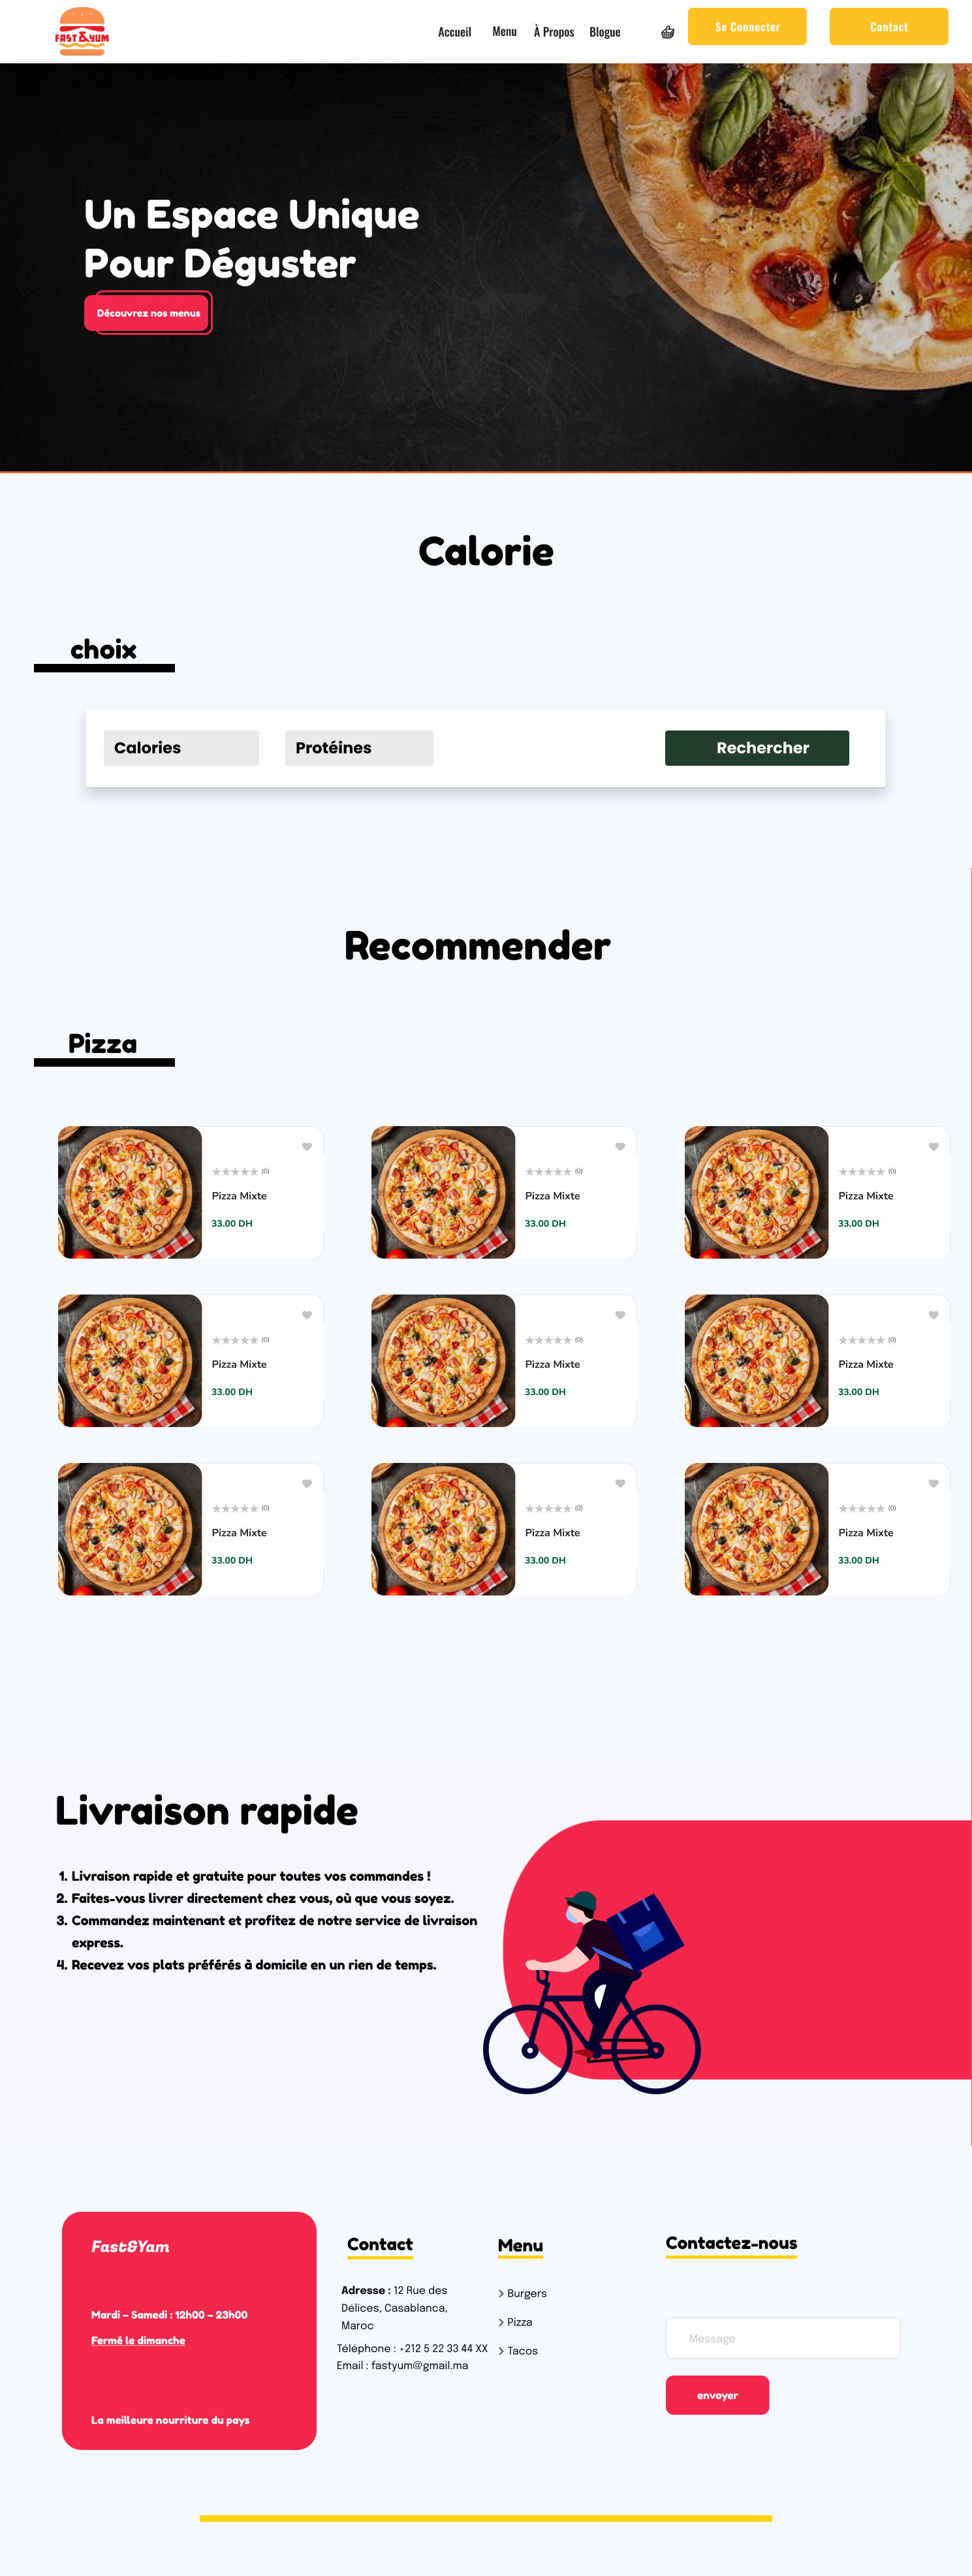 FAST&YUM
Accueil
Menu
À Propos
Blogue
Se Connecter
Contact
Un Espace Unique
Pour Déguster
Découvrez nos menus
Calorie
choix
Calories
Protéines
Rechercher
Recommender
Pizza
(0)
Pizza Mixte
33.00 DH
(0)
Pizza Mixte
33.00 DH
(0)
Pizza Mixte
33.00 DH
(0)
Pizza Mixte
33.00 DH
(0)
Pizza Mixte
33.00 DH
(0)
Pizza Mixte
33.00 DH
(0)
Pizza Mixte
33.00 DH
(0)
Pizza Mixte
33.00 DH
(0)
Pizza Mixte
33.00 DH
Livraison rapide
1. Livraison rapide et gratuite pour toutes vos commandes !
2. Faites-vous livrer directement chez vous, où que vous soyez.
3. Commandez maintenant et profitez de notre service de livraison
express.
4. Recevez vos plats préférés à domicile en un rien de temps.
Fast&Yam
Mardi – Samedi : 12h00 – 23h00
Fermé le dimanche
La meilleure nourriture du pays
Contact
Adresse : 12 Rue des
Délices, Casablanca,
Maroc
Téléphone : +212 5 22 33 44 XX
Email : fastyum@gmail.ma
Menu
Burgers
Pizza
Tacos
Contactez-nous
Message
envoyer